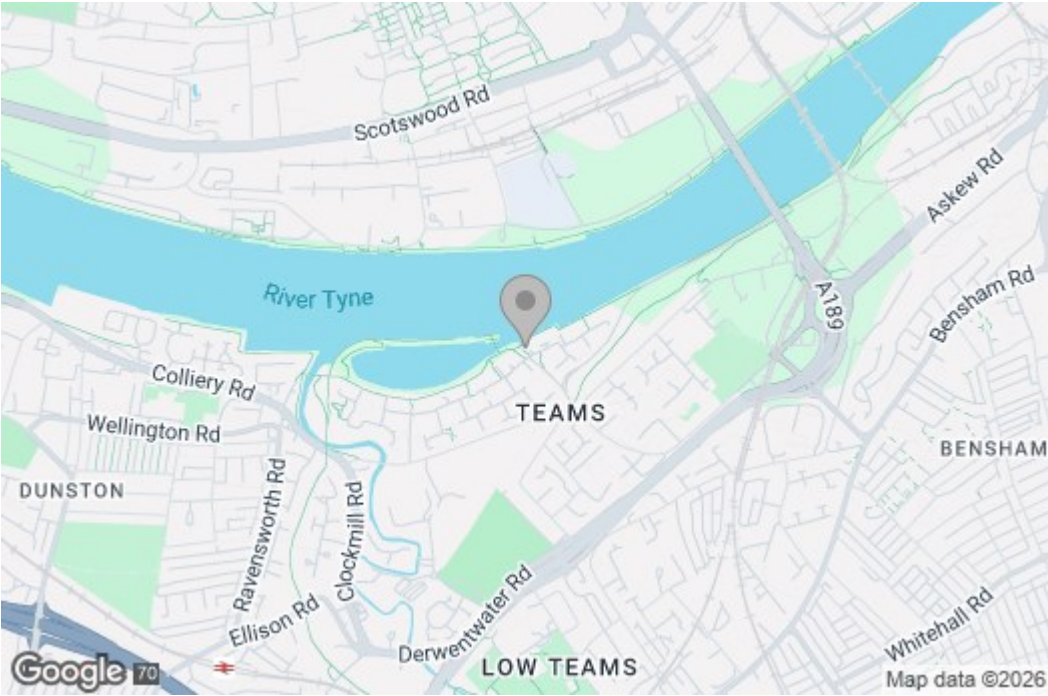 Scotswood Rd
Askew Rd
River Tyne
A189
Bensham Rd
Colliery Rd
TEAMS
Wellington Rd
BENSHAM
DUNSTON
Ravensworth Rd
Clockmill Rd
Ellison Rd
Derwentwater Rd
Whitehall Rd
LOW TEAMS
Google
70
Map data ©2026